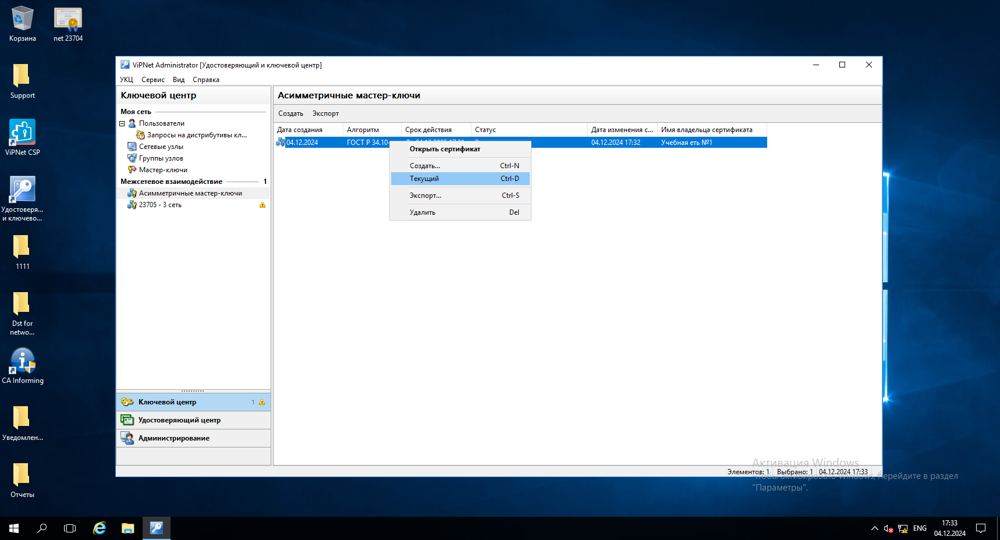 Корзина
net 23704
Support
ViPNet CSP
Удостоверя...
и ключево...
1111
Dst for
netwo...
CA Informing
Уведомлен...
Отчеты
ViPNet Administrator [Удостоверяющий и ключевой центр]
УКЦ Сервис Вид Справка
Ключевой центр
Моя сеть
Пользователи
Запросы на дистрибутивы кл...
Сетевые узлы
Группы узлов
Мастер-ключи
Межсетевое взаимодействие 1
Асимметричные мастер-ключи
23705 - 3 сеть
Ключевой центр 1
Удостоверяющий центр
Администрирование
Асимметричные мастер-ключи
Создать Экспорт
Дата создания Алгоритм Срок действия Статус Дата изменения с... Имя владельца сертификата
04.12.2024 ГОСТ Р 34.10- 04.12.2024 17:32 Учебная еть №1
Открыть сертификат
Создать... Ctrl-N
Текущий Ctrl-D
Экспорт... Ctrl-S
Удалить Del
Элементов: 1 Выбрано: 1 04.12.2024 17:33
Активация Windows
Чтобы активировать Windows, перейдите в раздел
"Параметры".
ENG
17:33
04.12.2024